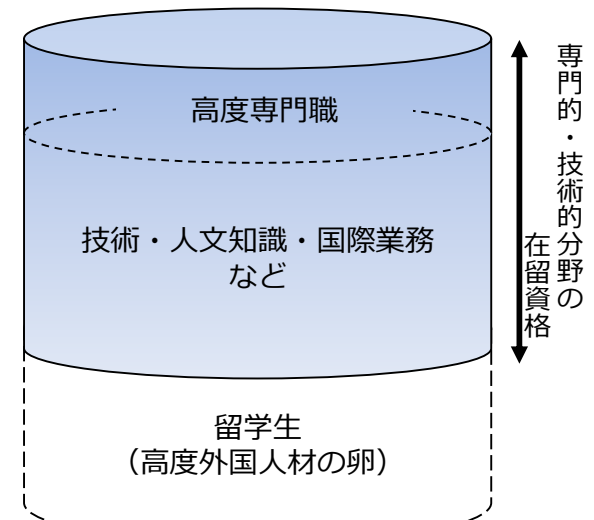 高度専門職
技術・人文知識・国際業務
など
留学生
（高度外国人材の卵）
専門的・技術的分野の
在留資格